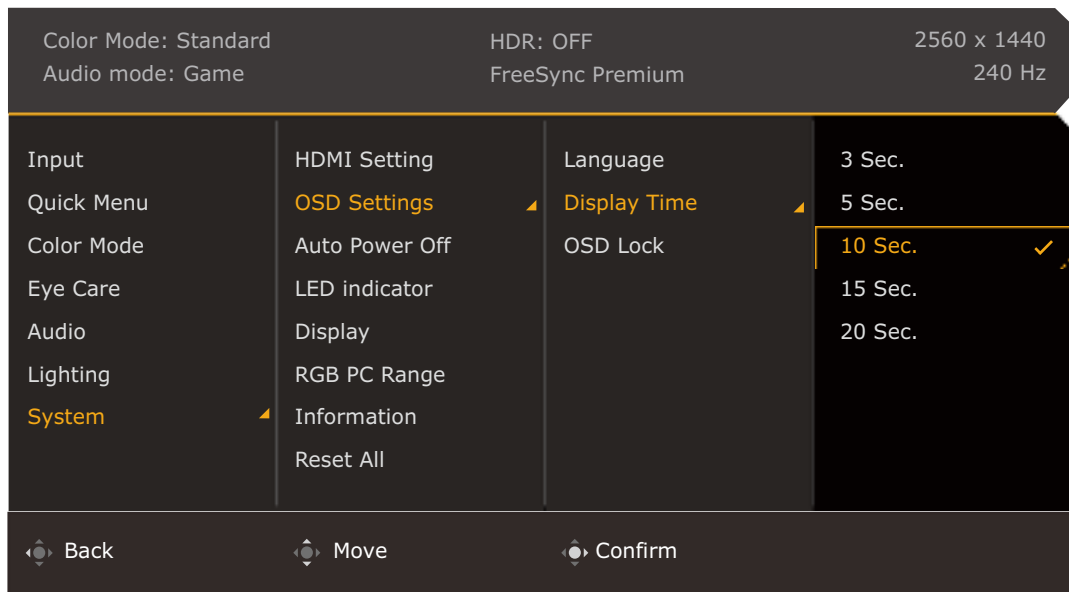 Color Mode: Standard
Audio mode: Game
HDR: OFF
FreeSync Premium
2560 x 1440
240 Hz
Input
Quick Menu
Color Mode
Eye Care
Audio
Lighting
System
HDMI Setting
OSD Settings
Auto Power Off
LED indicator
Display
RGB PC Range
Information
Reset All
Language
Display Time
OSD Lock
3 Sec.
5 Sec.
10 Sec.
15 Sec.
20 Sec.
Back
Move
Confirm